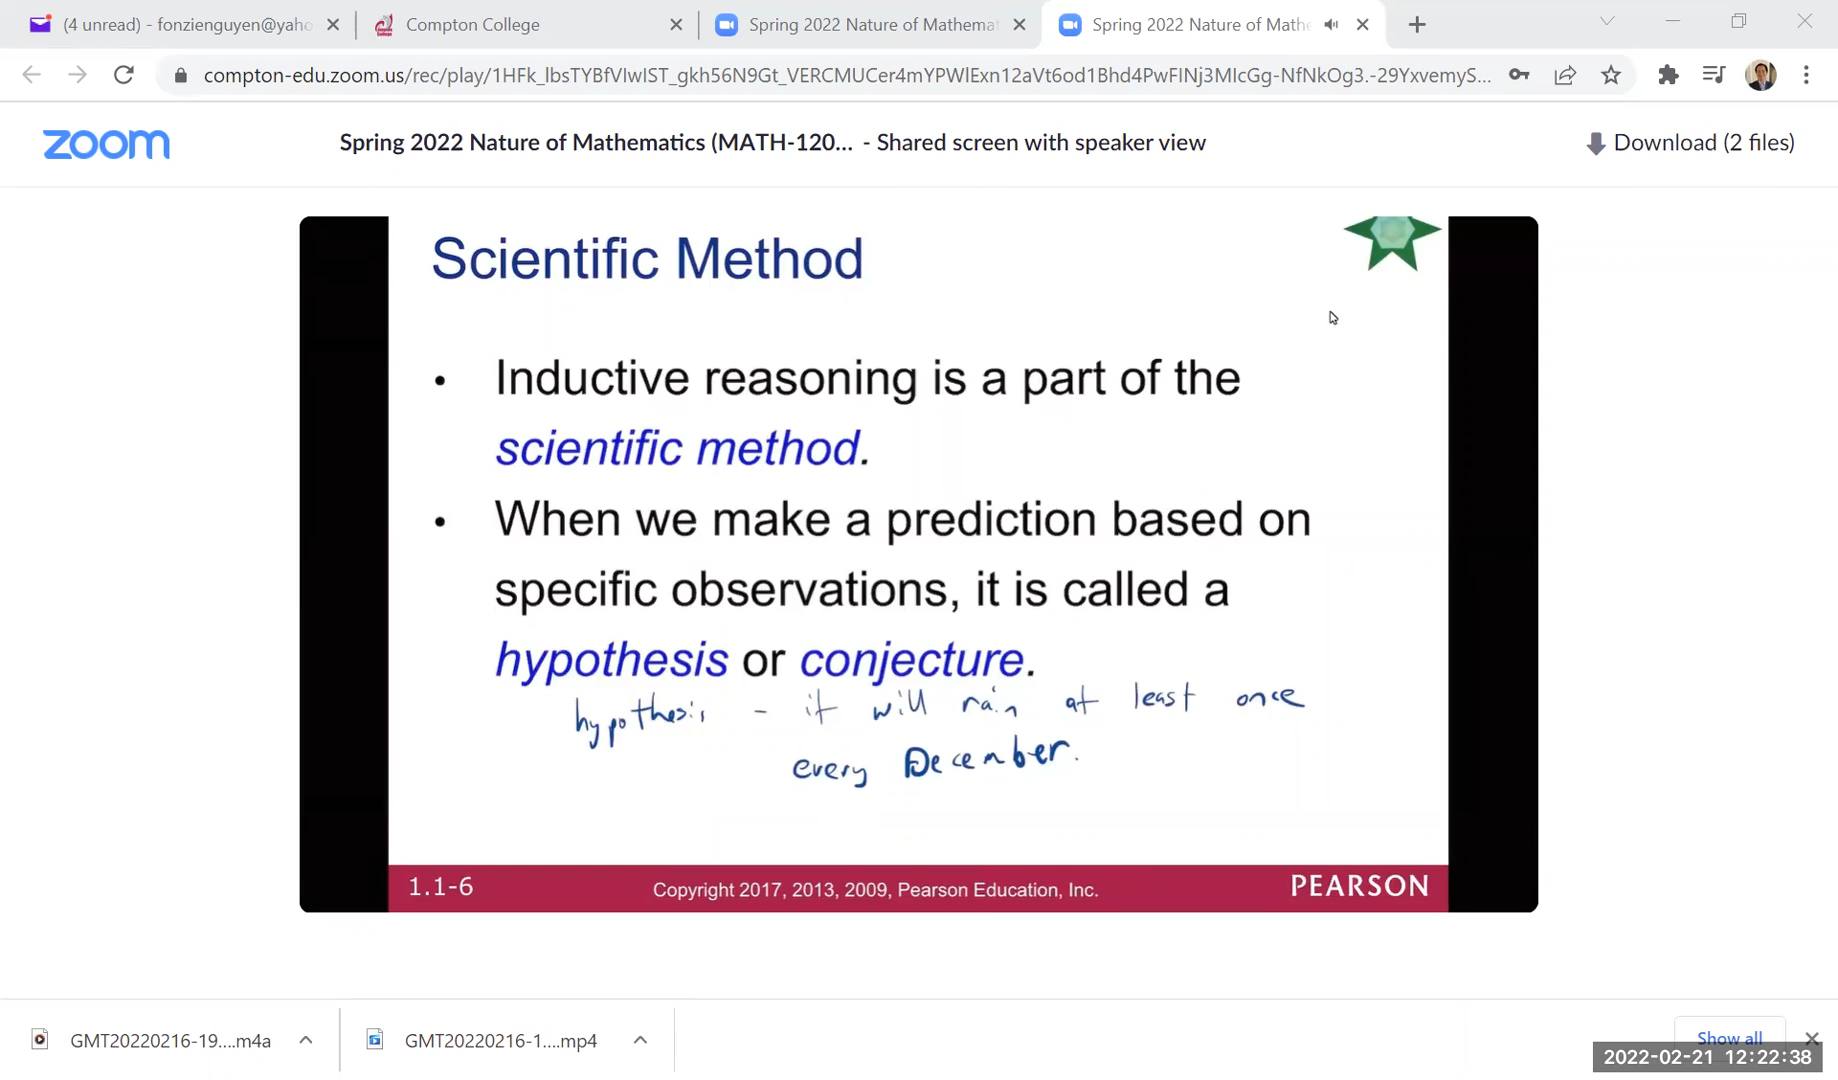 (4 unread) - fonzienguyen@yaho
Compton College
Spring 2022 Nature of Mathemat
Spring 2022 Nature of Mathe
compton-edu.zoom.us/rec/play/1HFk_lbsTYBfVIwIST_gkh56N9Gt_VERCMUCer4mYPWlExn12aVt6od1Bhd4PwFINj3MIcGg-NfNkOg3.-29YxvemyS...
zoom
Spring 2022 Nature of Mathematics (MATH-120... - Shared screen with speaker view
Download (2 files)
Scientific Method
• Inductive reasoning is a part of the
scientific method.
• When we make a prediction based on
specific observations, it is called a
hypothesis or conjecture.
hypothesis - it will rain at least once
every December.
1.1-6
Copyright 2017, 2013, 2009, Pearson Education, Inc.
PEARSON
GMT20220216-19....m4a
GMT20220216-1....mp4
Show all
2022-02-21 12:22:38